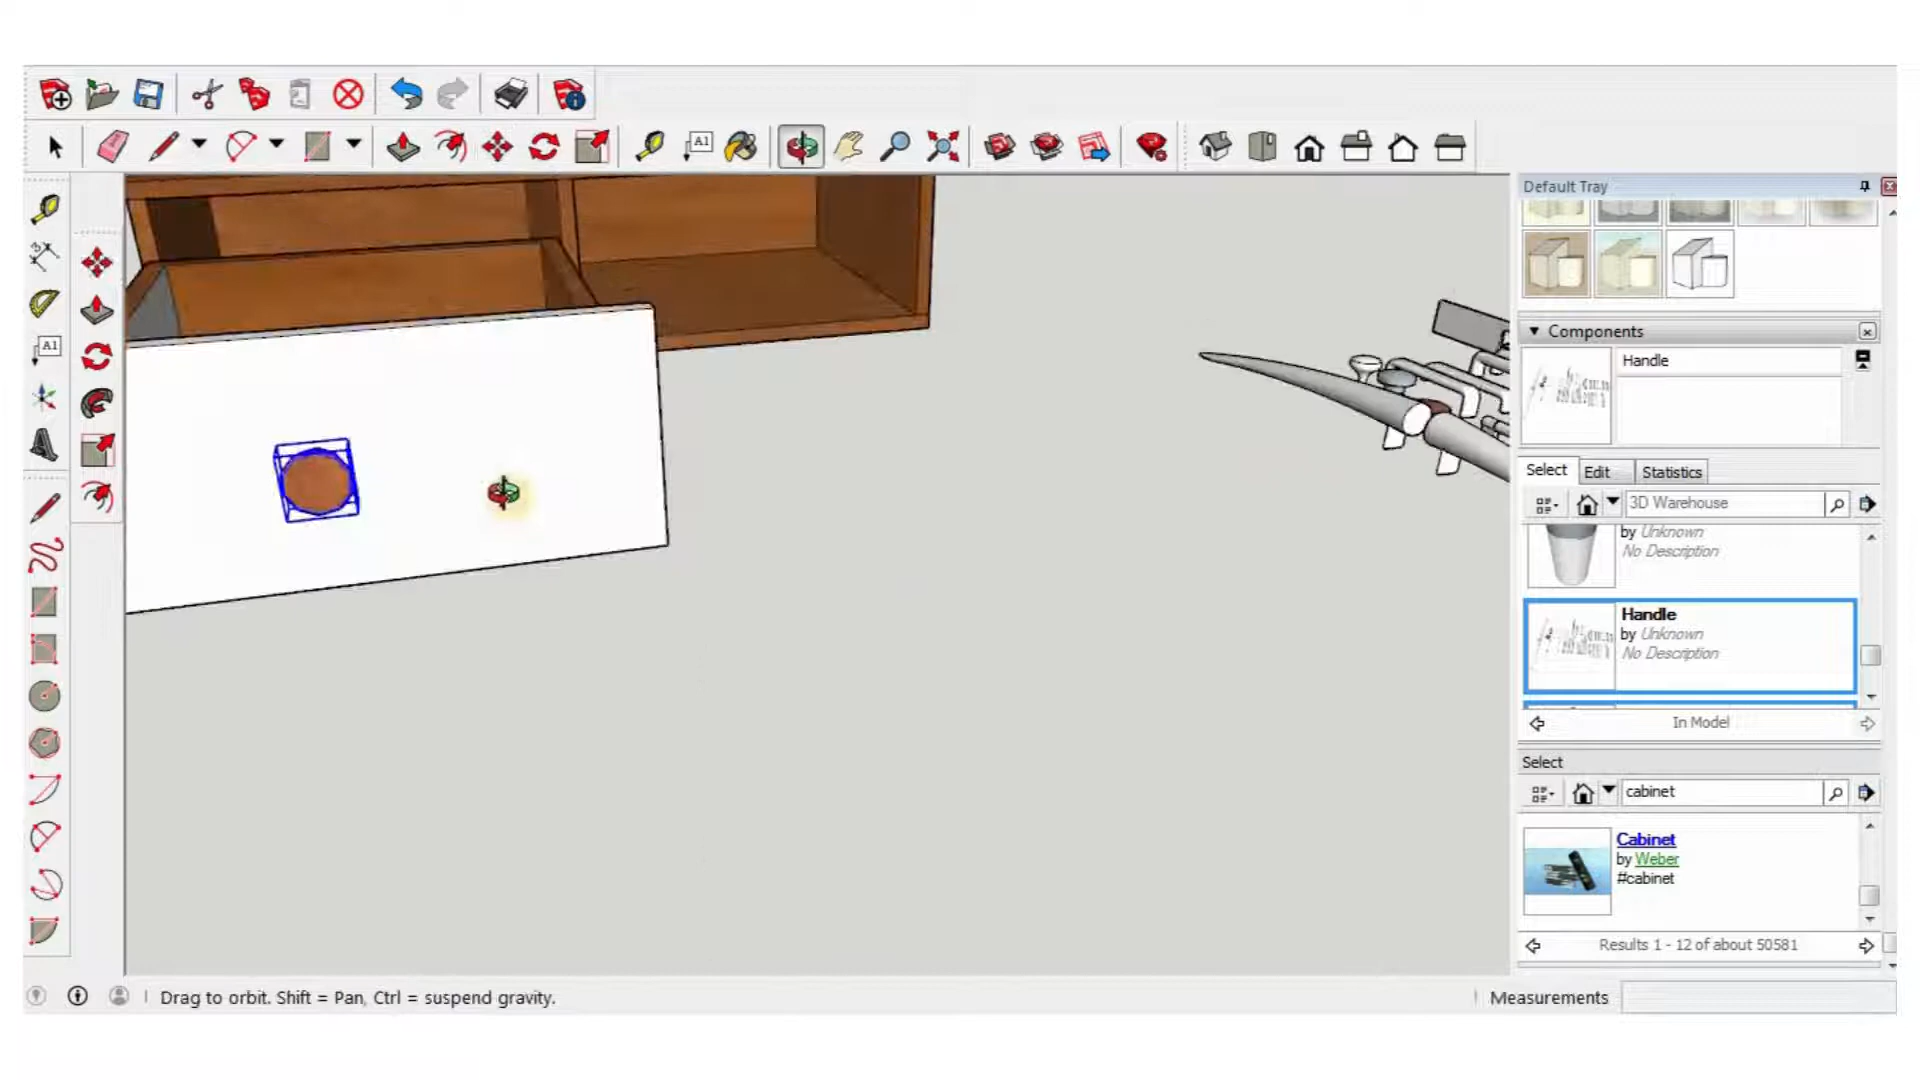 A1
Default Tray
A1
Components
Handle
Select Edit Statistics
3D Warehouse
by Unknown
No Description
Handle
by Unknown
No Description
In Model
Select
cabinet
Cabinet
by Weber
#cabinet
Results 1 - 12 of about 50581
Drag to orbit. Shift = Pan, Ctrl = suspend gravity.
Measurements